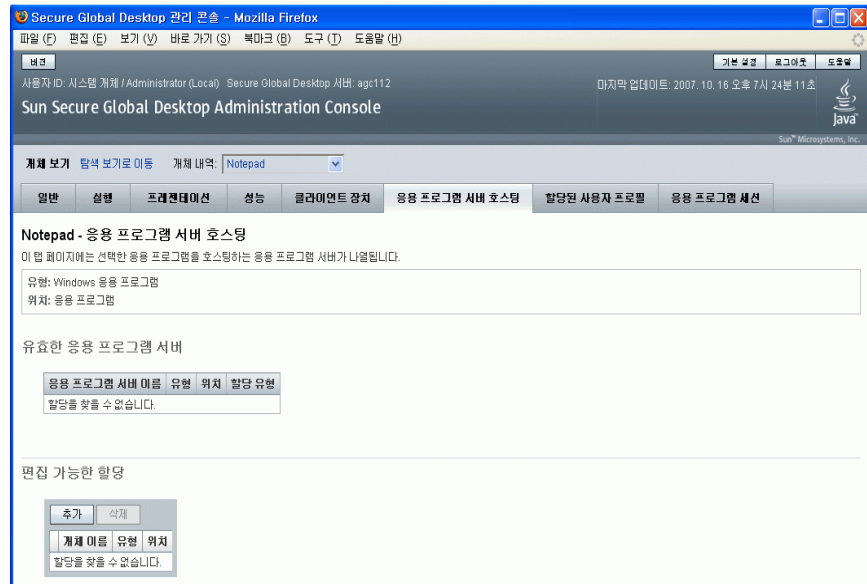 Secure Global Desktop 관리 콘솔 - Mozilla Firefox
파일 (F) 편집 (E) 보기 (V) 바로 가기 (S) 북마크 (B) 도구 (T) 도움말 (H)
버전 기본 설정 로그아웃 도움말
사용자 ID: 시스템 개체 / Administrator (Local) Secure Global Desktop 서버: agc112 마지막 업데이트: 2007. 10. 16 오후 7시 24분 11초
Sun Secure Global Desktop Administration Console
Java
Sun™ Microsystems, Inc.
개체 보기 탐색 보기로 이동 개체 내역: Notepad
일반 실행 프레젠테이션 성능 클라이언트 장치 응용 프로그램 서버 호스팅 할당된 사용자 프로필 응용 프로그램 세션
Notepad - 응용 프로그램 서버 호스팅
이 탭 페이지에는 선택한 응용 프로그램을 호스팅하는 응용 프로그램 서버가 나열됩니다.
유형: Windows 응용 프로그램
위치: 응용 프로그램
유효한 응용 프로그램 서버
응용 프로그램 서버 이름 유형 위치 할당 유형
할당을 찾을 수 없습니다.
편집 가능한 할당
추가 삭제
개체 이름 유형 위치
할당을 찾을 수 없습니다.